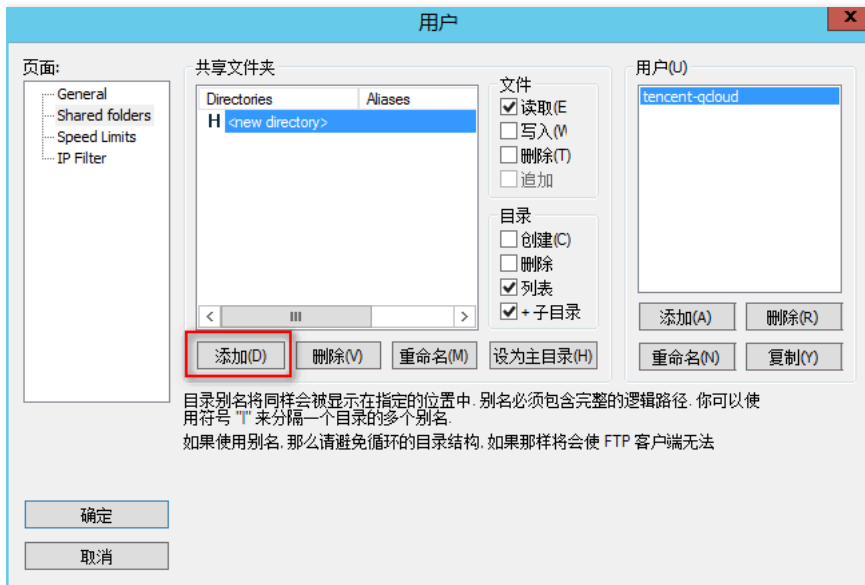 用户
x
页面:
General
Shared folders
Speed Limits
IP Filter
共享文件夹
Directories Aliases
H <new directory>
添加(D) 删除(V) 重命名(M) 设为主目录(H)
文件
读取(E
写入(W
删除(T)
追加
目录
创建(C)
删除
列表
+子目录
用户(U)
tencent-qcloud
添加(A) 删除(R)
重命名(N) 复制(Y)
目录别名将同样会被显示在指定的位置中. 别名必须包含完整的逻辑路径. 你可以使
用符号 "|" 来分隔一个目录的多个别名.
如果使用别名, 那么请避免循环的目录结构, 如果那样将会使 FTP 客户端无法
确定
取消